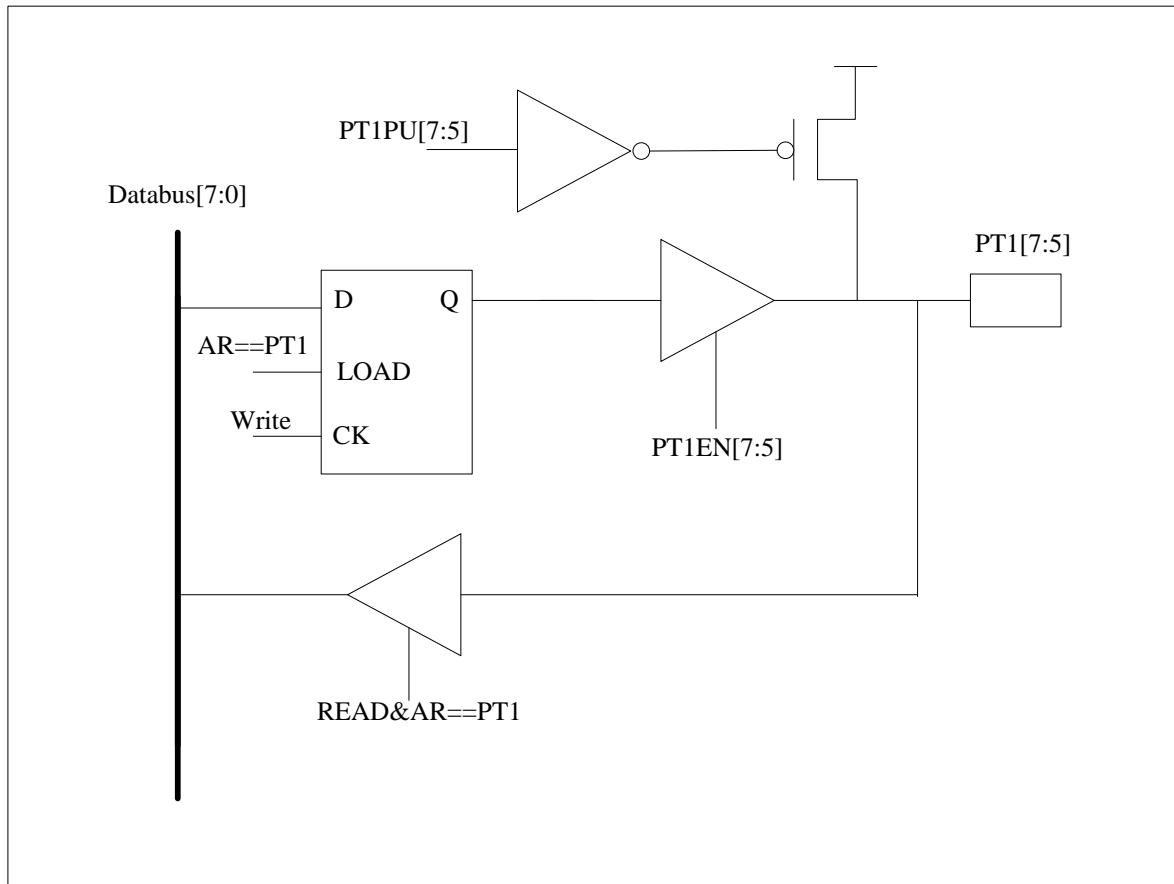 PT1PU[7:5]
Databus[7:0]
PT1[7:5]
D
Q
AR==PT1
LOAD
Write
CK
PT1EN[7:5]
READ&AR==PT1